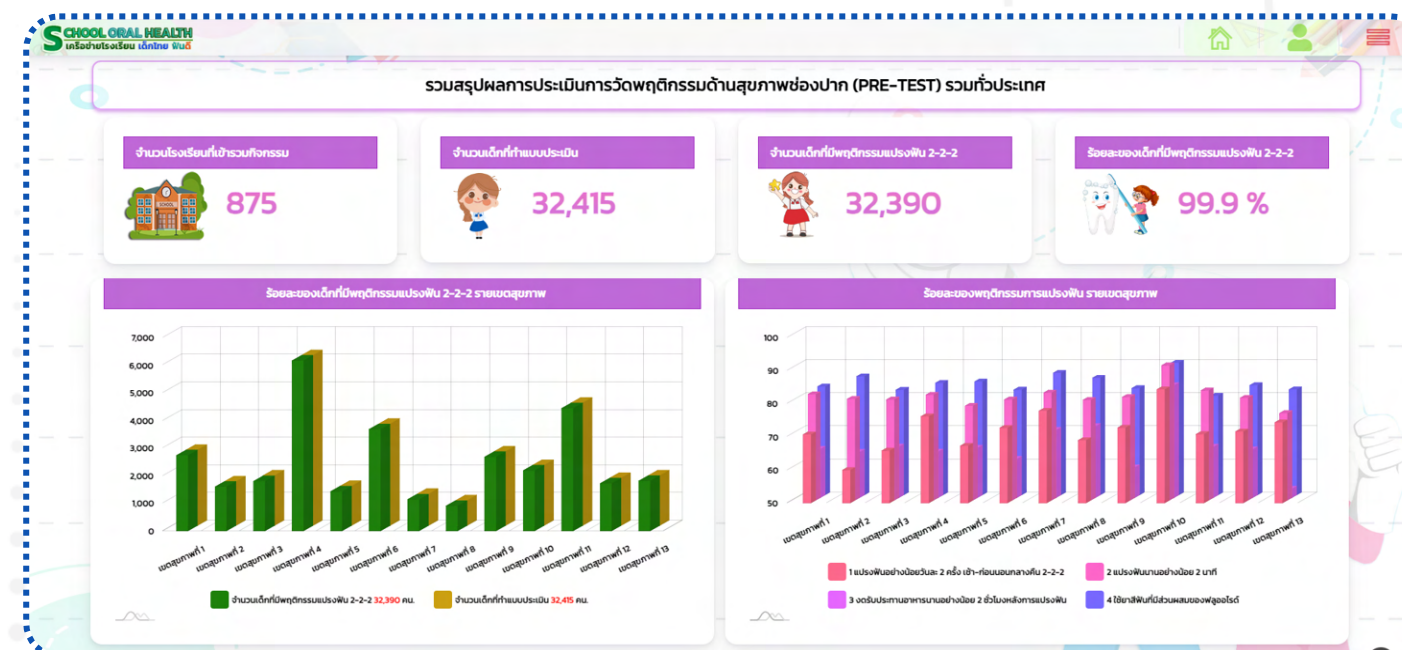 SCHOOL ORAL HEALTH
เครือข่ายโรงเรียน เด็กไทย ฟันดี
รวมสรุปผลการประเมินการวัดพฤติกรรมด้านสุขภาพช่องปาก (PRE-TEST) รวมทั่วประเทศ
จำนวนโรงเรียนที่เข้ารวมกิจกรรม
SCHOOL
875
จำนวนเด็กที่ทำแบบประเมิน
32,415
จำนวนเด็กที่มีพฤติกรรมแปรงฟัน 2-2-2
32,390
ร้อยละของเด็กที่มีพฤติกรรมแปรงฟัน 2-2-2
99.9 %
ร้อยละของเด็กที่มีพฤติกรรมแปรงฟัน 2-2-2 รายเขตสุขภาพ
7,000
6,000
5,000
4,000
3,000
2,000
1,000
0
เขตสุขภาพที่ 1
เขตสุขภาพที่ 2
เขตสุขภาพที่ 3
เขตสุขภาพที่ 4
เขตสุขภาพที่ 5
เขตสุขภาพที่ 6
เขตสุขภาพที่ 7
เขตสุขภาพที่ 8
เขตสุขภาพที่ 9
เขตสุขภาพที่ 10
เขตสุขภาพที่ 11
เขตสุขภาพที่ 12
เขตสุขภาพที่ 13
จำนวนเด็กที่มีพฤติกรรมแปรงฟัน 2-2-2 32,390 คน.
จำนวนเด็กที่ทำแบบประเมิน 32,415 คน.
ร้อยละของพฤติกรรมการแปรงฟัน รายเขตสุขภาพ
100
90
80
70
60
50
เขตสุขภาพที่ 1
เขตสุขภาพที่ 2
เขตสุขภาพที่ 3
เขตสุขภาพที่ 4
เขตสุขภาพที่ 5
เขตสุขภาพที่ 6
เขตสุขภาพที่ 7
เขตสุขภาพที่ 8
เขตสุขภาพที่ 9
เขตสุขภาพที่ 10
เขตสุขภาพที่ 11
เขตสุขภาพที่ 12
เขตสุขภาพที่ 13
1 แปรงฟันอย่างน้อยวันละ 2 ครั้ง เช้า-ก่อนนอนกลางคืน 2-2-2
2 แปรงฟันนานอย่างน้อย 2 นาที
3 งดรับประทานอาหารนานอย่างน้อย 2 ชั่วโมงหลังการแปรงฟัน
4 ใช้ยาสีฟันที่มีส่วนผสมของฟลูออไรด์